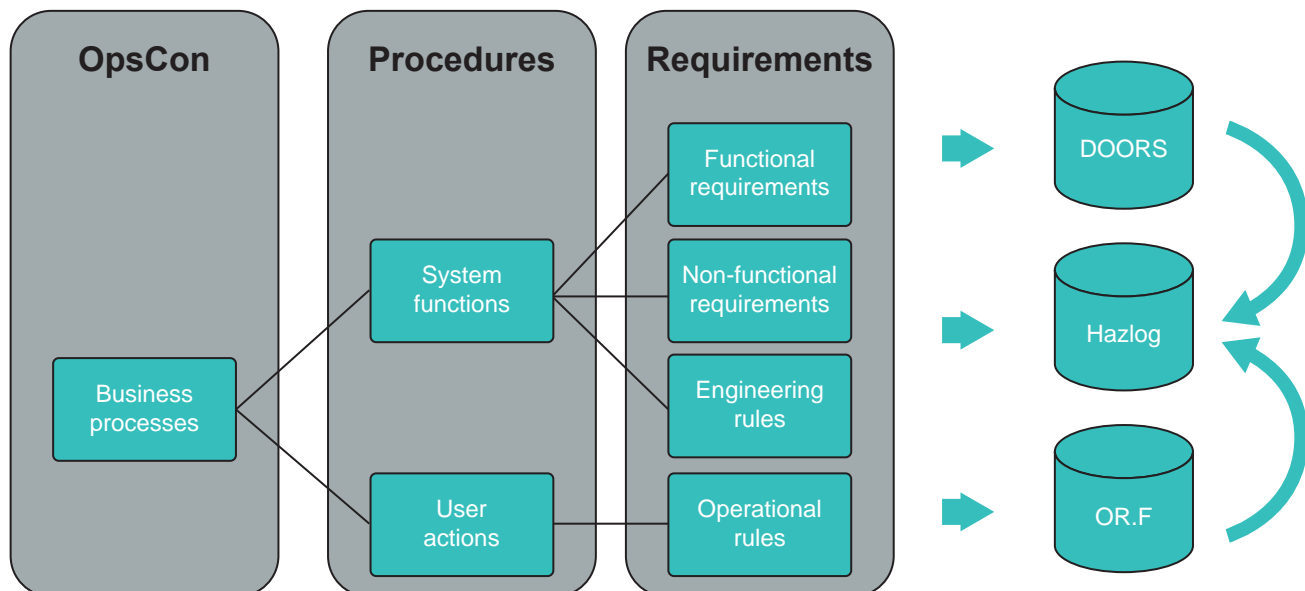 OpsCon
Procedures
Requirements
Business
processes
System
functions
User
actions
Functional
requirements
Non-functional
requirements
Engineering
rules
Operational
rules
DOORS
Hazlog
OR.F